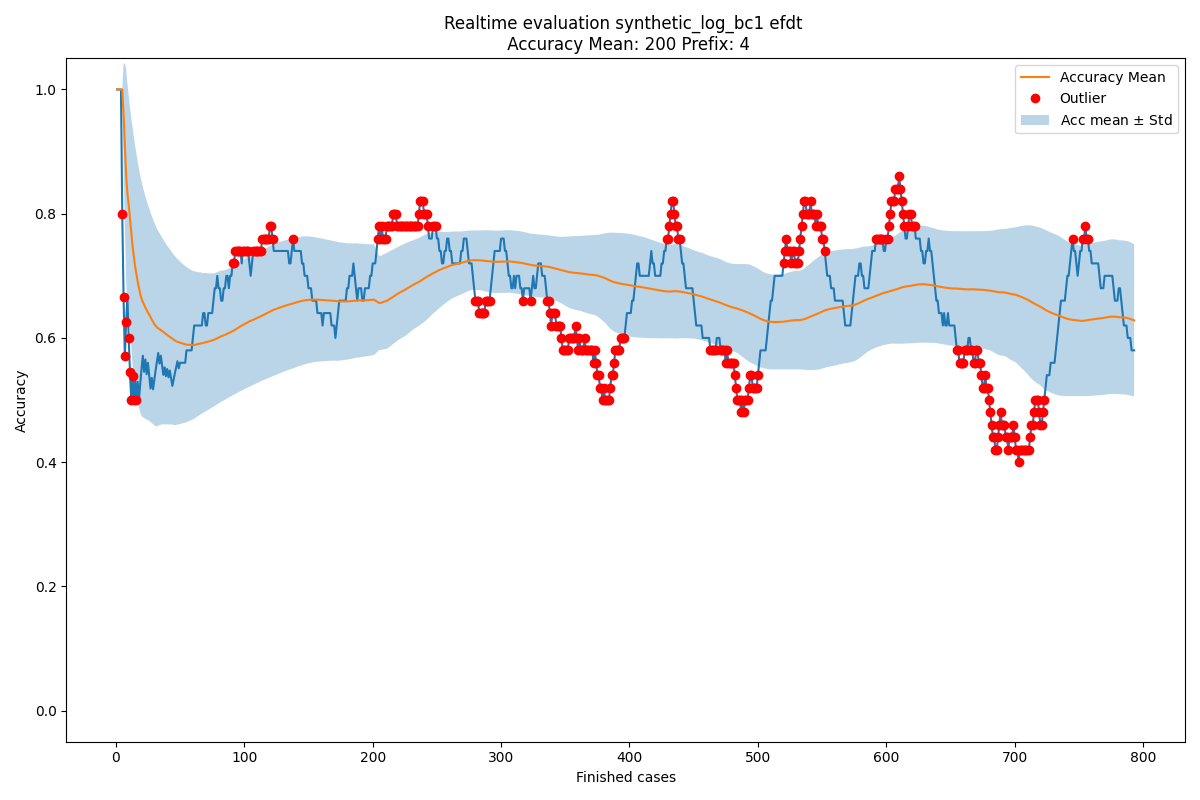 Realtime evaluation synthetic_log_bc1 efdt
Accuracy Mean: 200 Prefix: 4
Accuracy Mean
Outlier
Acc mean ± Std
1.0
0.8
0.6
0.4
0.2
0.0
Accuracy
0 100 200 300 400 500 600 700 800
Finished cases